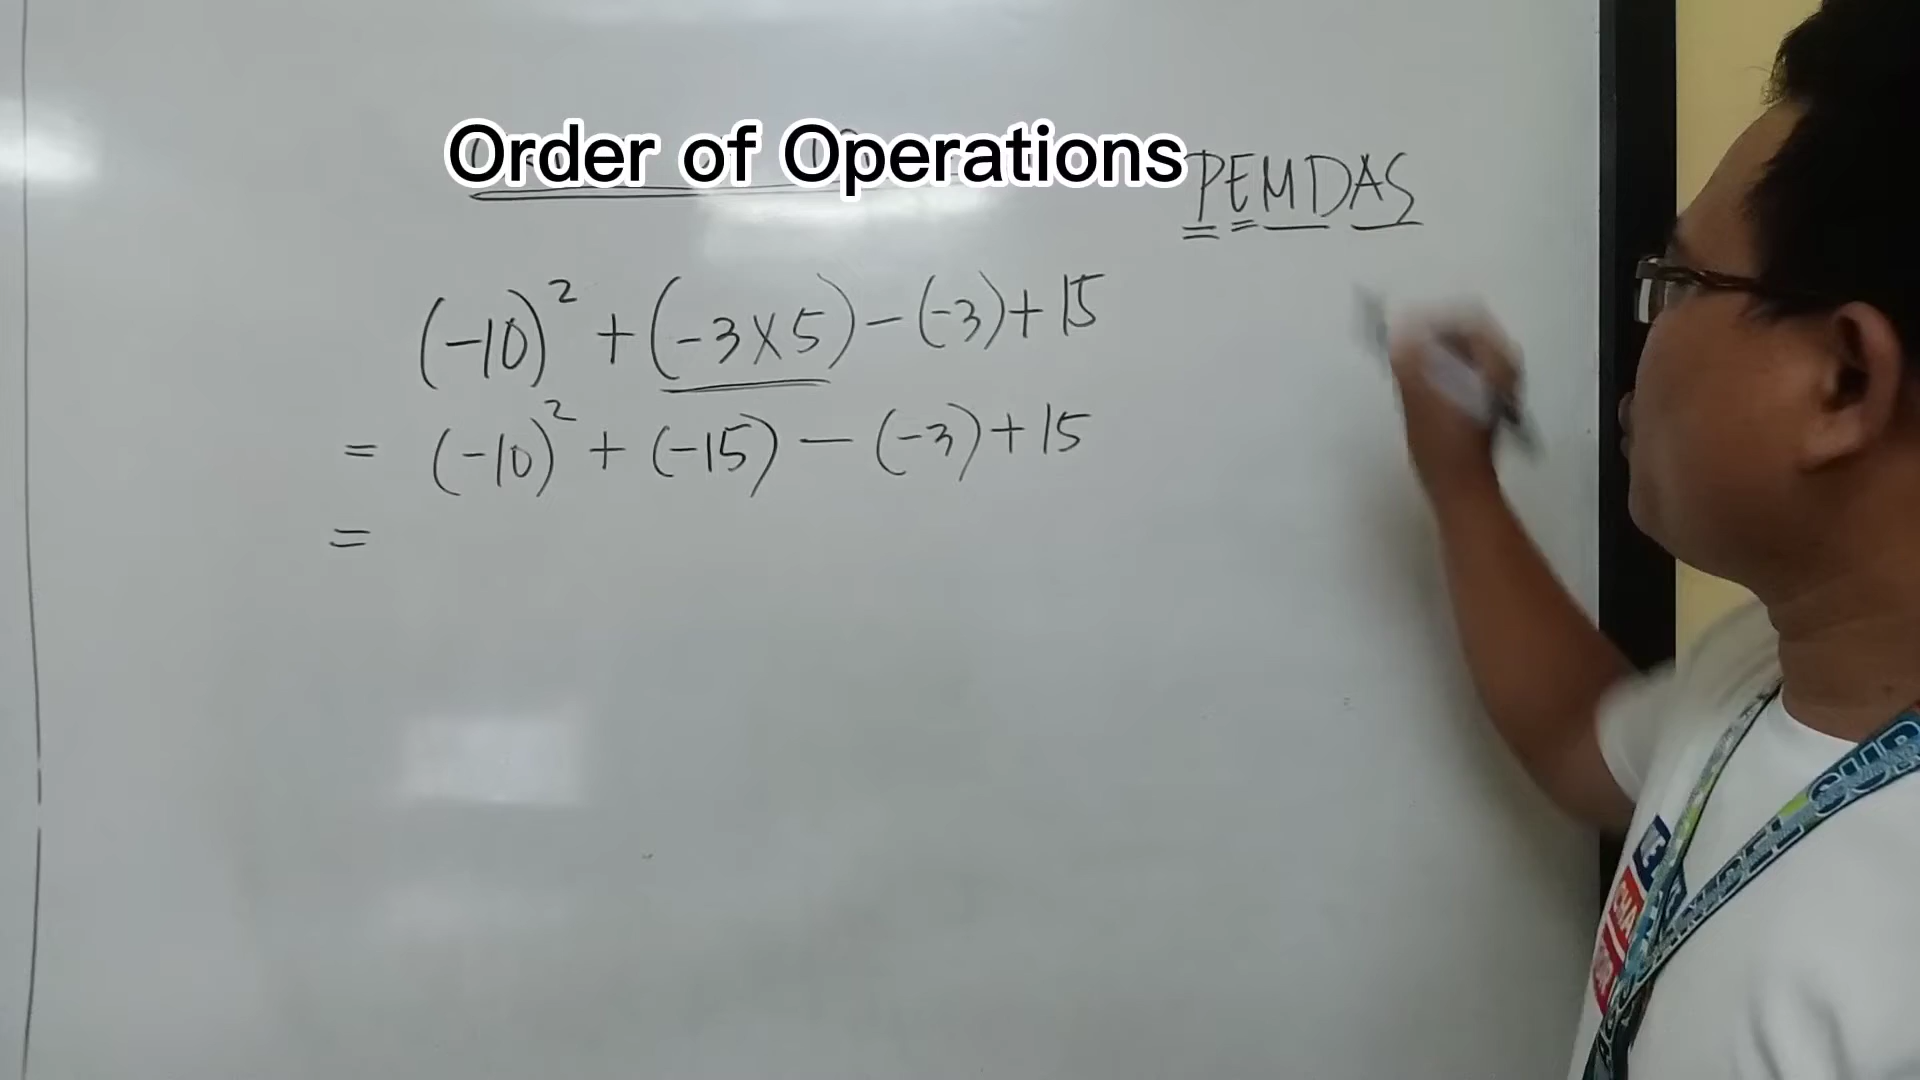 Order of Operations
PEMDAS
(-10)² + (-3×5) - (-3) + 15
= (-10)² + (-15) - (-3) + 15
=